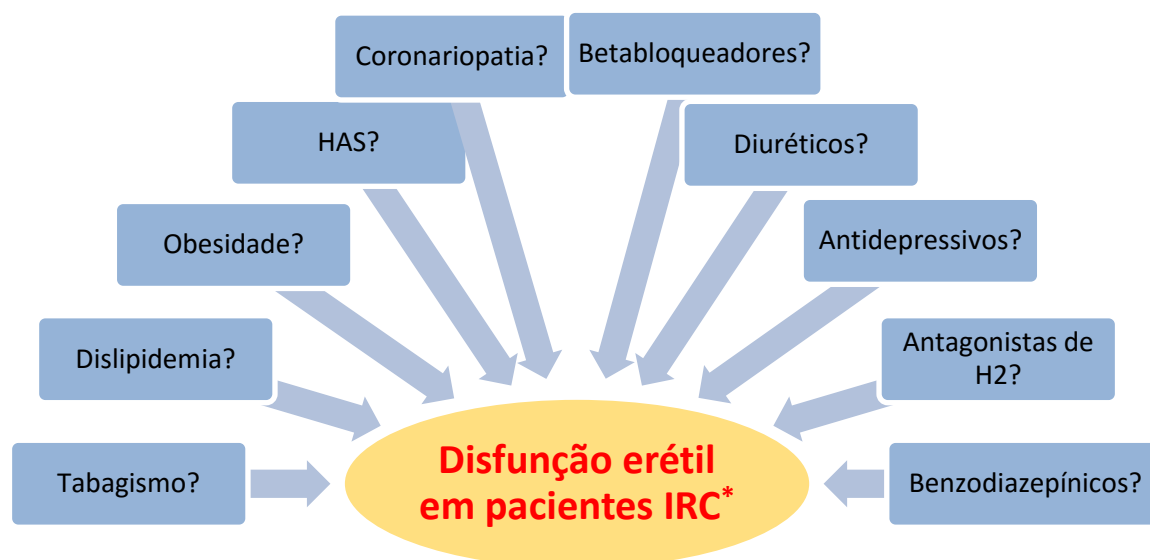 Coronariopatia?
Betabloqueadores?
HAS?
Diuréticos?
Obesidade?
Antidepressivos?
Dislipidemia?
Antagonistas de
H2?
Tabagismo?
Disfunção erétil
em pacientes IRC*
Benzodiazepínicos?